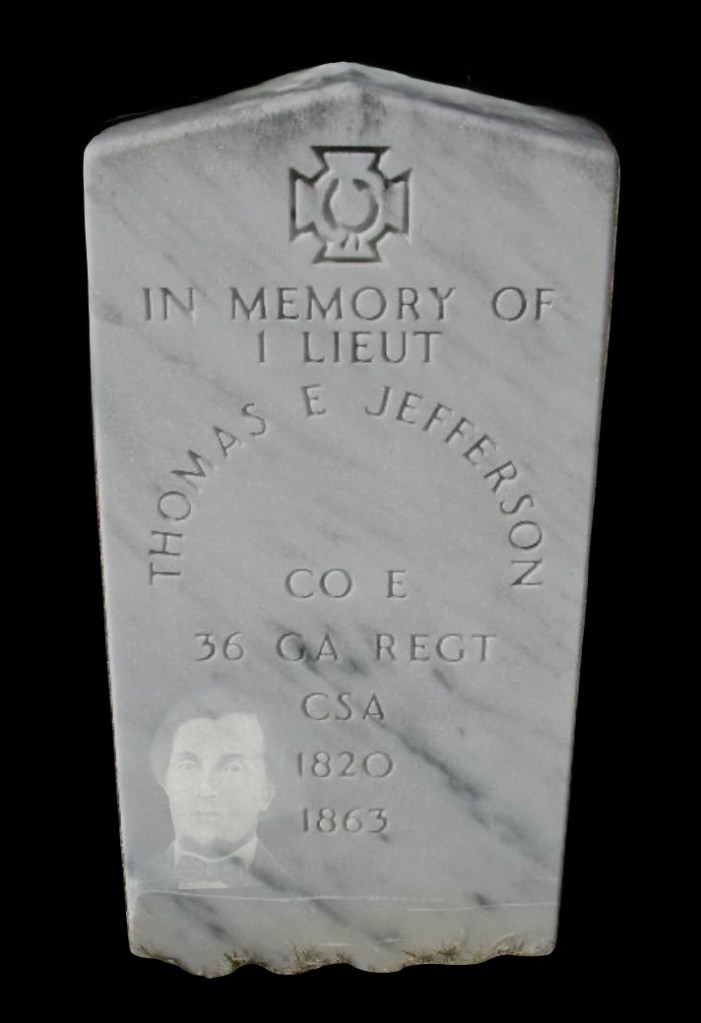 IN MEMORY OF
1 LIEUT
THOMAS E JEFFERSON
CO E
36 GA REGT
CSA
1820
1863